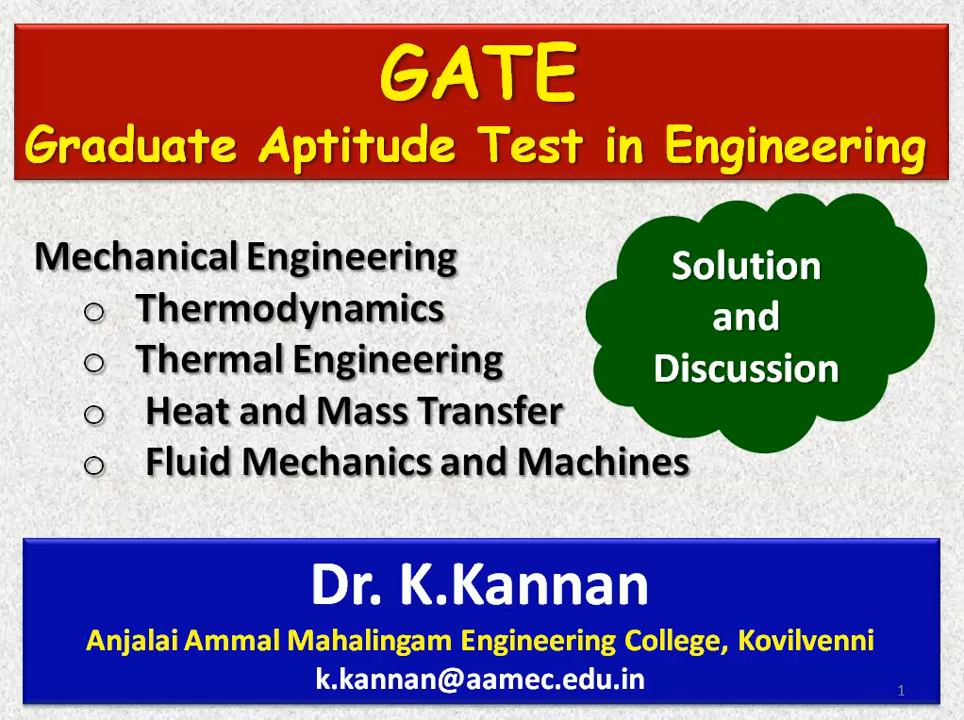 GATE
Graduate Aptitude Test in Engineering
Mechanical Engineering
o Thermodynamics
o Thermal Engineering
o Heat and Mass Transfer
o Fluid Mechanics and Machines
Solution
and
Discussion
Dr. K.Kannan
Anjalai Ammal Mahalingam Engineering College, Kovilvenni
k.kannan@aamec.edu.in
1